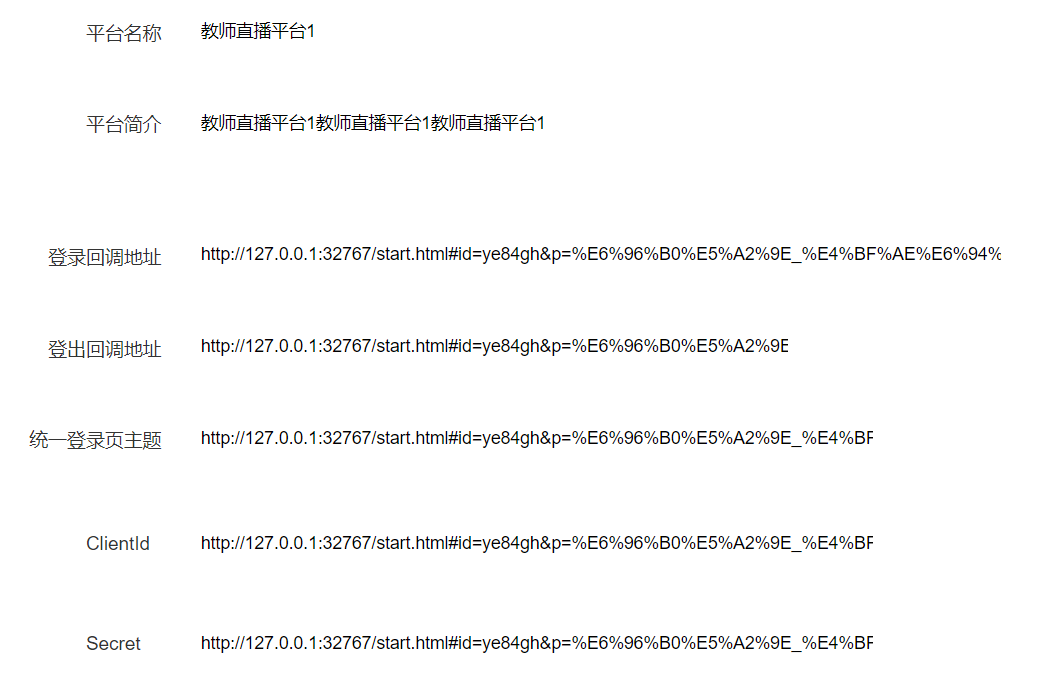 平台名称 教师直播平台1
平台简介 教师直播平台1教师直播平台1教师直播平台1
登录回调地址 http://127.0.0.1:32767/start.html#id=ye84gh&p=%E6%96%B0%E5%A2%9E_%E4%BF%AE%E6%94%
登出回调地址 http://127.0.0.1:32767/start.html#id=ye84gh&p=%E6%96%B0%E5%A2%9E
统一登录页主题 http://127.0.0.1:32767/start.html#id=ye84gh&p=%E6%96%B0%E5%A2%9E_%E4%BF
ClientId http://127.0.0.1:32767/start.html#id=ye84gh&p=%E6%96%B0%E5%A2%9E_%E4%BF
Secret http://127.0.0.1:32767/start.html#id=ye84gh&p=%E6%96%B0%E5%A2%9E_%E4%BF